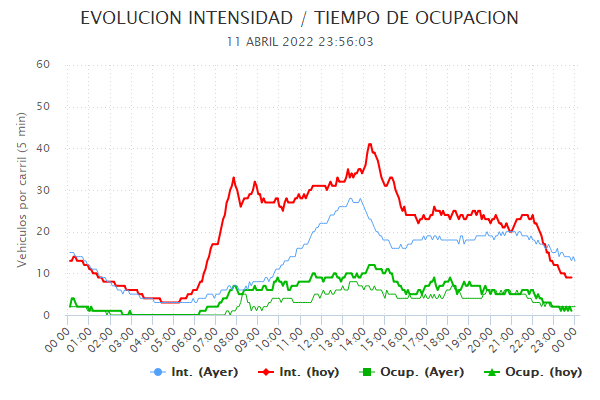 EVOLUCION INTENSIDAD / TIEMPO DE OCUPACION
11 ABRIL 2022 23:56:03
Vehiculos por carril (5 min)
60
50
40
30
20
10
0
00:00 01:00 02:00 03:00 04:00 05:00 06:00 07:00 08:00 09:00 10:00 11:00 12:00 13:00 14:00 15:00 16:00 17:00 18:00 19:00 20:00 21:00 22:00 23:00 00:00
Int. (Ayer) Int. (hoy) Ocup. (Ayer) Ocup. (hoy)